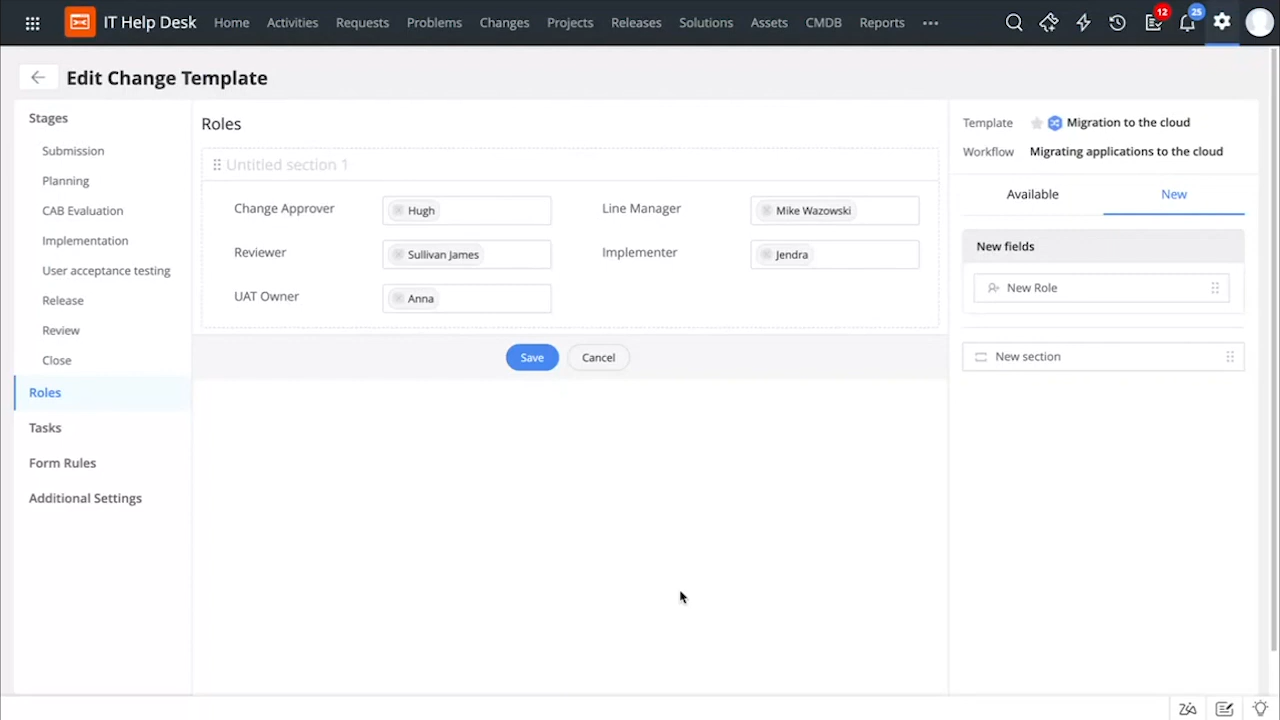 IT Help Desk Home Activities Requests Problems Changes Projects Releases Solutions Assets CMDB Reports 12 25
Edit Change Template
Stages
Submission
Planning
CAB Evaluation
Implementation
User acceptance testing
Release
Review
Close
Roles
Tasks
Form Rules
Additional Settings
Roles
Untitled section 1
Change Approver Hugh Line Manager Mike Wazowski
Reviewer Sullivan James Implementer Jendra
UAT Owner Anna
Save Cancel
Template Migration to the cloud
Workflow Migrating applications to the cloud
Available New
New fields
New Role
New section